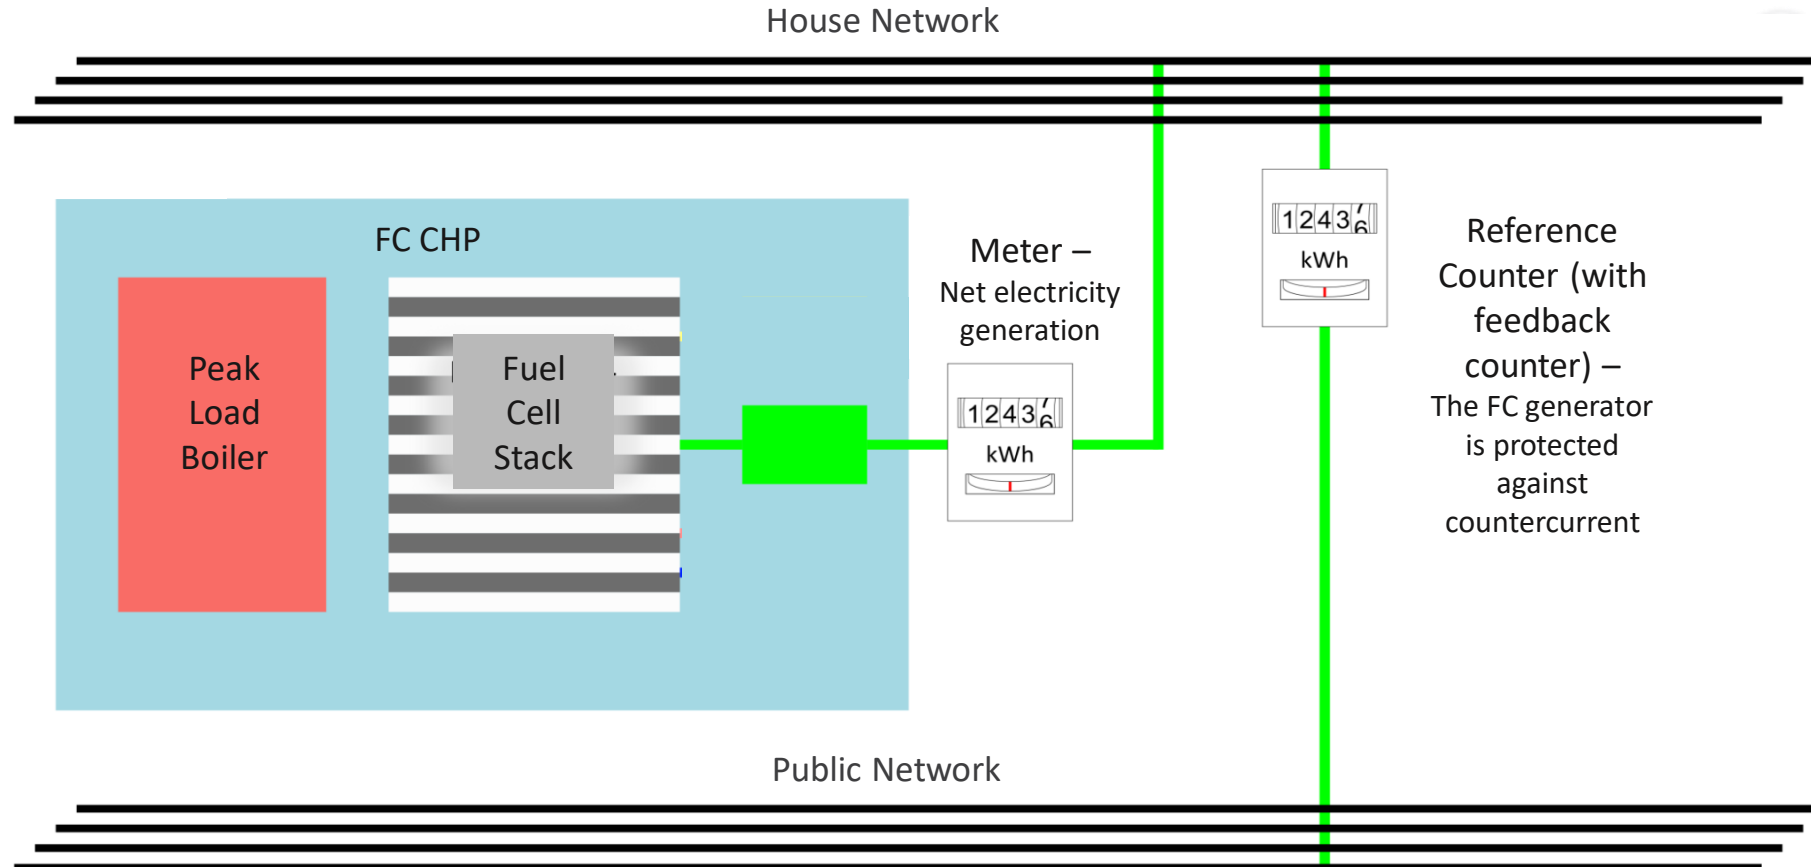 House Network
FC CHP
Peak
Load
Boiler
Fuel
Cell
Stack
Meter –
Net electricity
generation
1243
kWh
1243
kWh
Reference
Counter (with
feedback
counter) –
The FC generator
is protected
against
countercurrent
Public Network